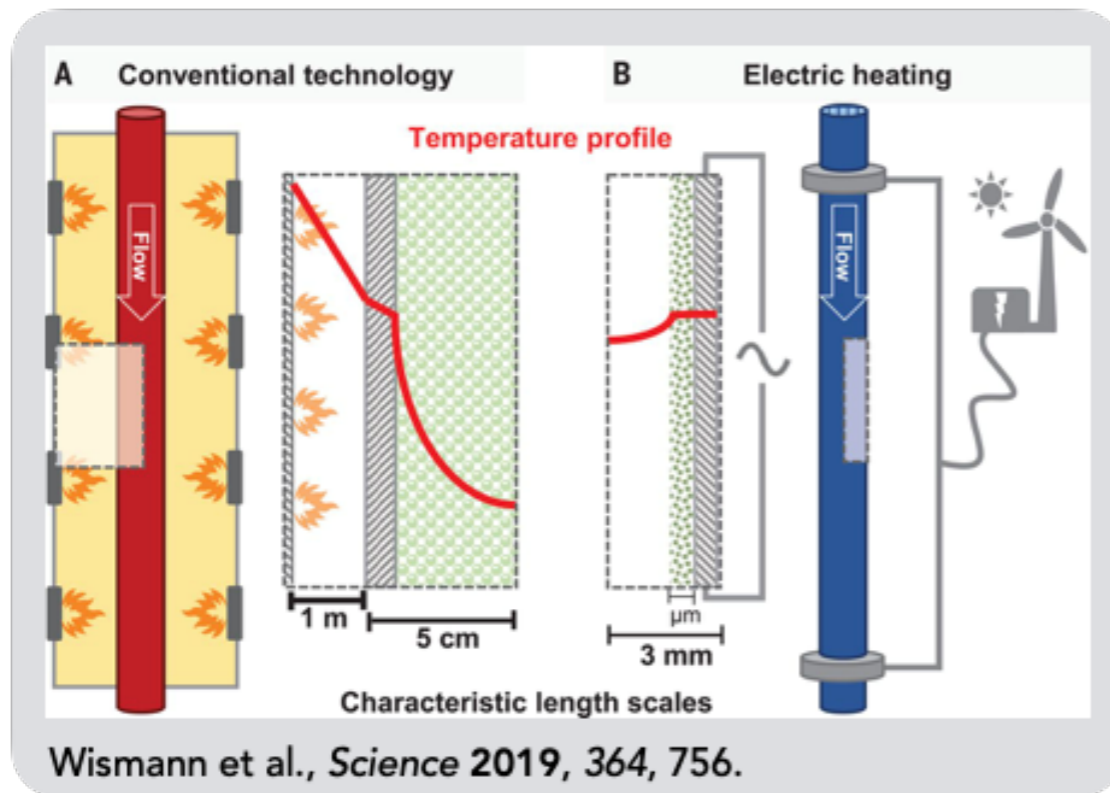 A Conventional technology
B Electric heating
Temperature profile
Flow
Flow
1 m
5 cm
μm
3 mm
Characteristic length scales
Wismann et al., Science 2019, 364, 756.